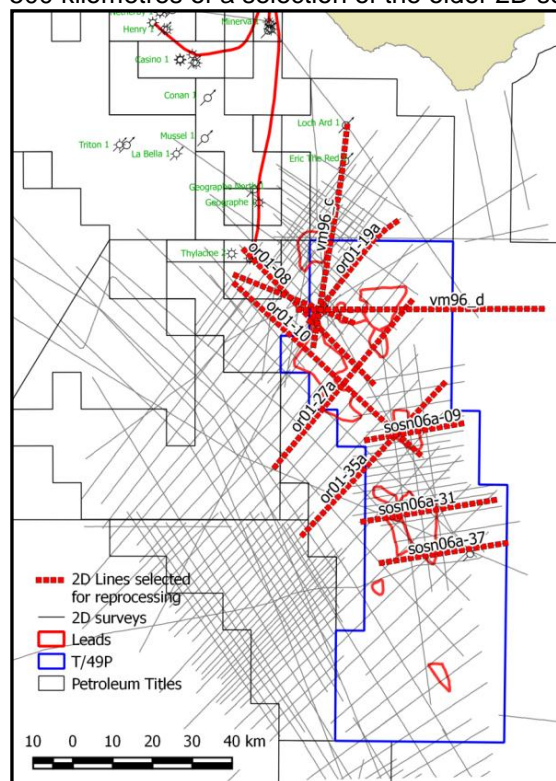 Henry 1
Minerva 1
Casino 1
Conan 1
Mussel 1
Triton 1
La Bella 1
Loch Ard 1
Eric The Red
Geographe North
Geographe
Thylacine 2
vm96_c
or01-19a
or01-08
vm96_d
or01-10
or01-27a
sosn06a-09
or01-35a
sosn06a-31
sosn06a-37
2D Lines selected
for reprocessing
2D surveys
Leads
T/49P
Petroleum Titles
10 0 10 20 30 40 km